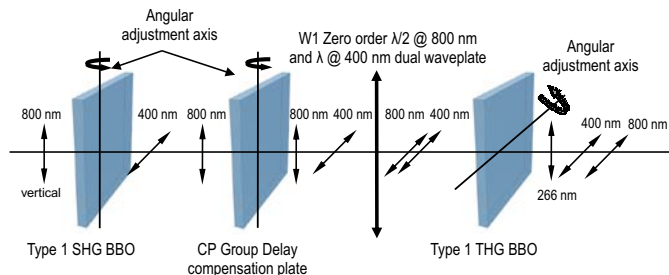 Angular
adjustment axis
W1 Zero order λ/2 @ 800 nm
and λ @ 400 nm dual waveplate
Angular
adjustment axis
800 nm
400 nm
800 nm
800 nm
400 nm
800 nm
400 nm
400 nm
800 nm
vertical
266 nm
Type 1 SHG BBO
CP Group Delay
compensation plate
Type 1 THG BBO